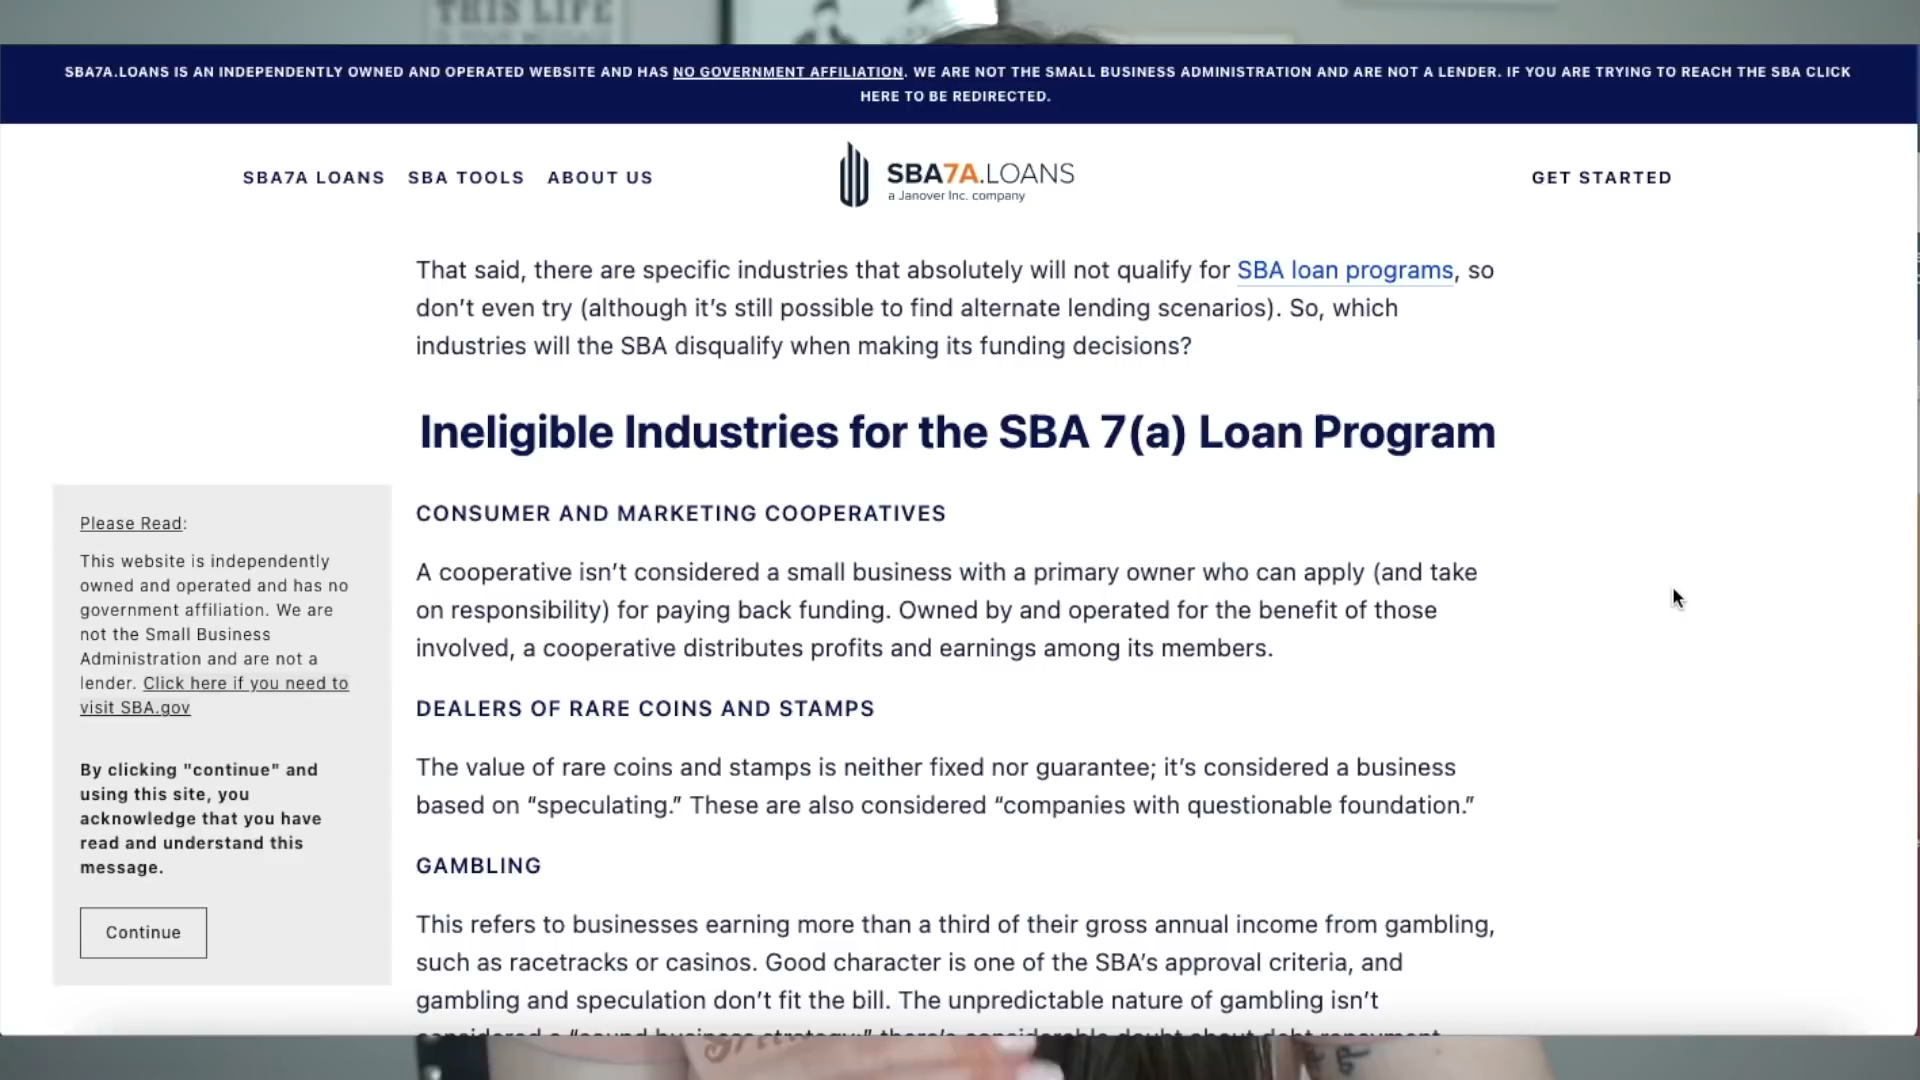 THIS LIFE
SBA7A.LOANS IS AN INDEPENDENTLY OWNED AND OPERATED WEBSITE AND HAS NO GOVERNMENT AFFILIATION. WE ARE NOT THE SMALL BUSINESS ADMINISTRATION AND ARE NOT A LENDER. IF YOU ARE TRYING TO REACH THE SBA CLICK
HERE TO BE REDIRECTED.
SBA7A LOANS SBA TOOLS ABOUT US
SBA7A.LOANS
a Janover Inc. company
GET STARTED
That said, there are specific industries that absolutely will not qualify for SBA loan programs, so
don't even try (although it's still possible to find alternate lending scenarios). So, which
industries will the SBA disqualify when making its funding decisions?
Ineligible Industries for the SBA 7(a) Loan Program
CONSUMER AND MARKETING COOPERATIVES
A cooperative isn't considered a small business with a primary owner who can apply (and take
on responsibility) for paying back funding. Owned by and operated for the benefit of those
involved, a cooperative distributes profits and earnings among its members.
DEALERS OF RARE COINS AND STAMPS
The value of rare coins and stamps is neither fixed nor guarantee; it's considered a business
based on “speculating.” These are also considered “companies with questionable foundation.”
GAMBLING
This refers to businesses earning more than a third of their gross annual income from gambling,
such as racetracks or casinos. Good character is one of the SBA's approval criteria, and
gambling and speculation don't fit the bill. The unpredictable nature of gambling isn't
considered a “sound business strategy;” there's considerable doubt about debt repayment
Please Read:
This website is independently
owned and operated and has no
government affiliation. We are
not the Small Business
Administration and are not a
lender. Click here if you need to
visit SBA.gov
By clicking "continue" and
using this site, you
acknowledge that you have
read and understand this
message.
Continue